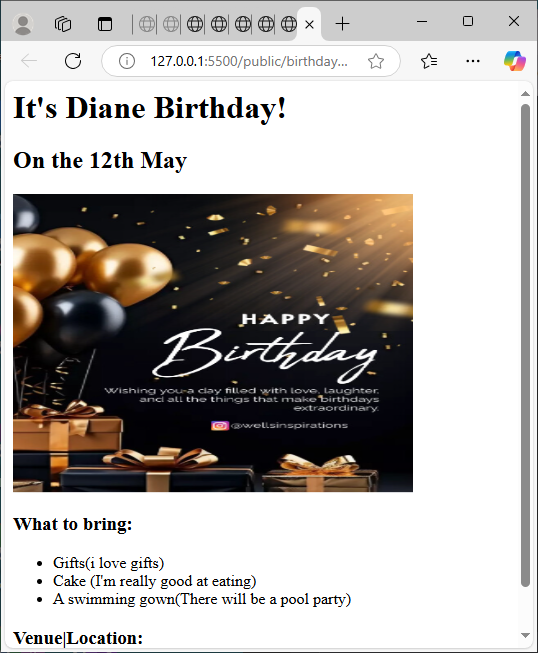 127.0.0.1:5500/public/birthday...
It's Diane Birthday!
On the 12th May
HAPPY
Birthday
Wishing you a day filled with love, laughter,
and all the things that make birthdays
extraordinary.
@wellsinspirations
What to bring:
Gifts(i love gifts)
Cake (I'm really good at eating)
A swimming gown(There will be a pool party)
Venue|Location: